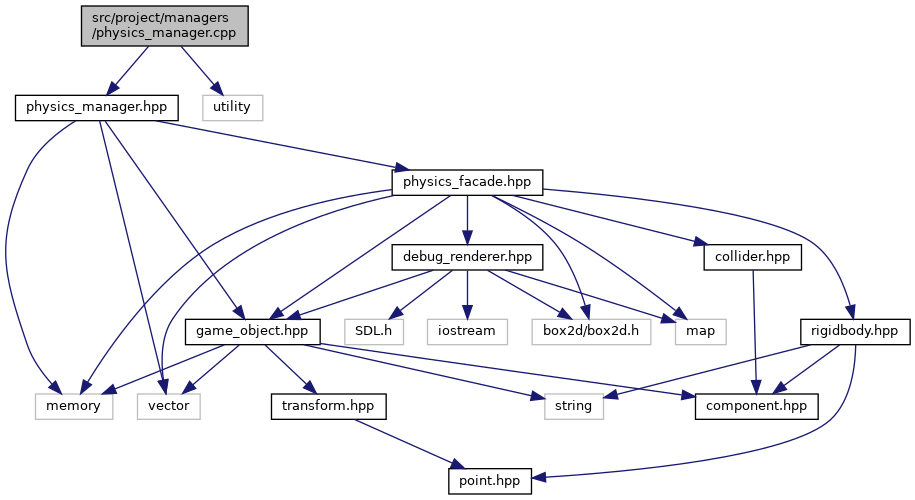 src/project/managers
/physics_manager.cpp
physics_manager.hpp
utility
physics_facade.hpp
debug_renderer.hpp
collider.hpp
game_object.hpp
SDL.h
iostream
box2d/box2d.h
map
rigidbody.hpp
memory
vector
transform.hpp
string
component.hpp
point.hpp